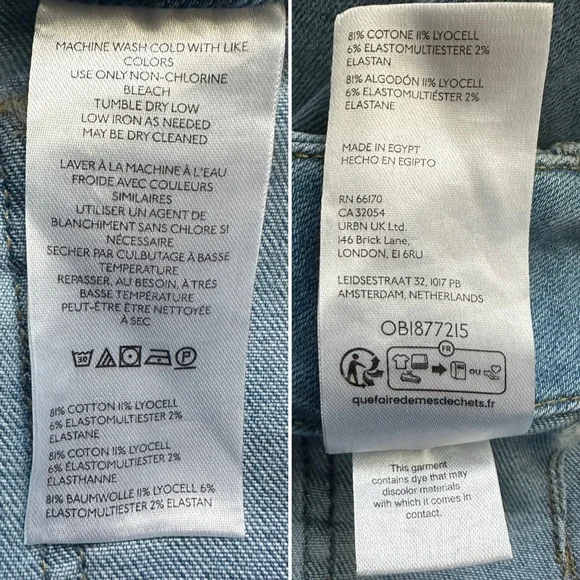 MACHINE WASH COLD WITH LIKE
COLORS
USE ONLY NON-CHLORINE
BLEACH
TUMBLE DRY LOW
LOW IRON AS NEEDED
MAY BE DRY CLEANED
LAVER À LA MACHINE À L'EAU
FROIDE AVEC COULEURS
SIMILAIRES
UTILISER UN AGENT DE
BLANCHIMENT SANS CHLORE SI
NÉCESSAIRE
SECHER PAR CULBUTAGE À BASSE
TEMPERATURE
REPASSER, AU BESOIN, À TRÉS
BASSE TEMPÉRATURE
PEUT-ÊTRE ÊTRE NETTOYÉE
À SEC
30
P
81% COTTON 11% LYOCELL
6% ELASTOMULTIESTER 2%
ELASTANE
81% COTON 11% LYOCELL
6% ELASTOMULTIESTER 2%
ELASTHANNE
81% BAUMWOLLE 11% LYOCELL 6%
ELASTOMULTIESTER 2% ELASTAN
81% COTONE 11% LYOCELL
6% ELASTOMULTIESTERE 2%
ELASTAN
81% ALGODÓN 11% LYOCELL
6% ELASTOMULTIÉSTER 2%
ELASTANE
MADE IN EGYPT
HECHO EN EGIPTO
RN 66170
CA 32054
URBN UK Ltd.
146 Brick Lane,
LONDON, E1 6RU
LEIDSESTRAAT 32, 1017 PB
AMSTERDAM, NETHERLANDS
OB1877215
FR
OU
quefairedemesdechets.fr
This garment
contains dye that may
discolor materials
with which it comes in
contact.